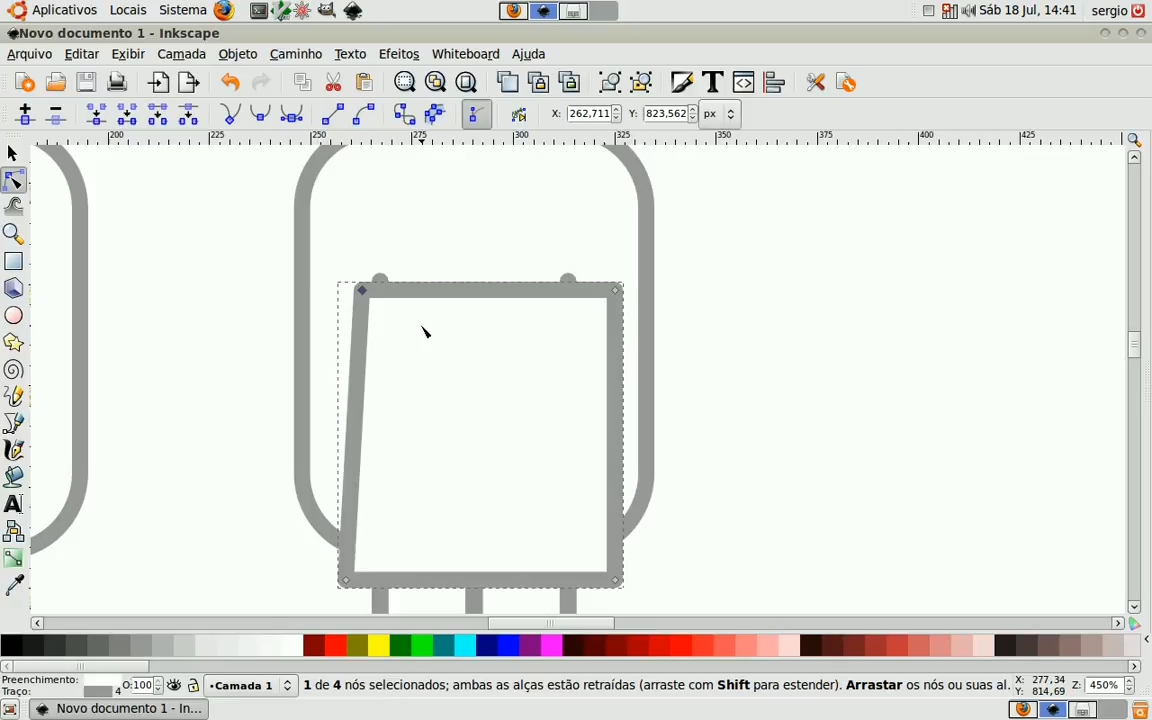 Aplicativos Locais Sistema Sáb 18 Jul, 14:41 sergio
Novo documento 1 - Inkscape
Arquivo Editar Exibir Camada Objeto Caminho Texto Efeitos Whiteboard Ajuda
X: 262,711 Y: 823,562 px
200 225 250 275 300 325 350 375 400 425
Preenchimento: O:100 Camada 1 1 de 4 nós selecionados; ambas as alças estão retraídas (arraste com Shift para estender). Arrastar os nós ou suas al. X: 277,34 Z: 450%
Traço: 4 Y: 814,69
Novo documento 1 - In...